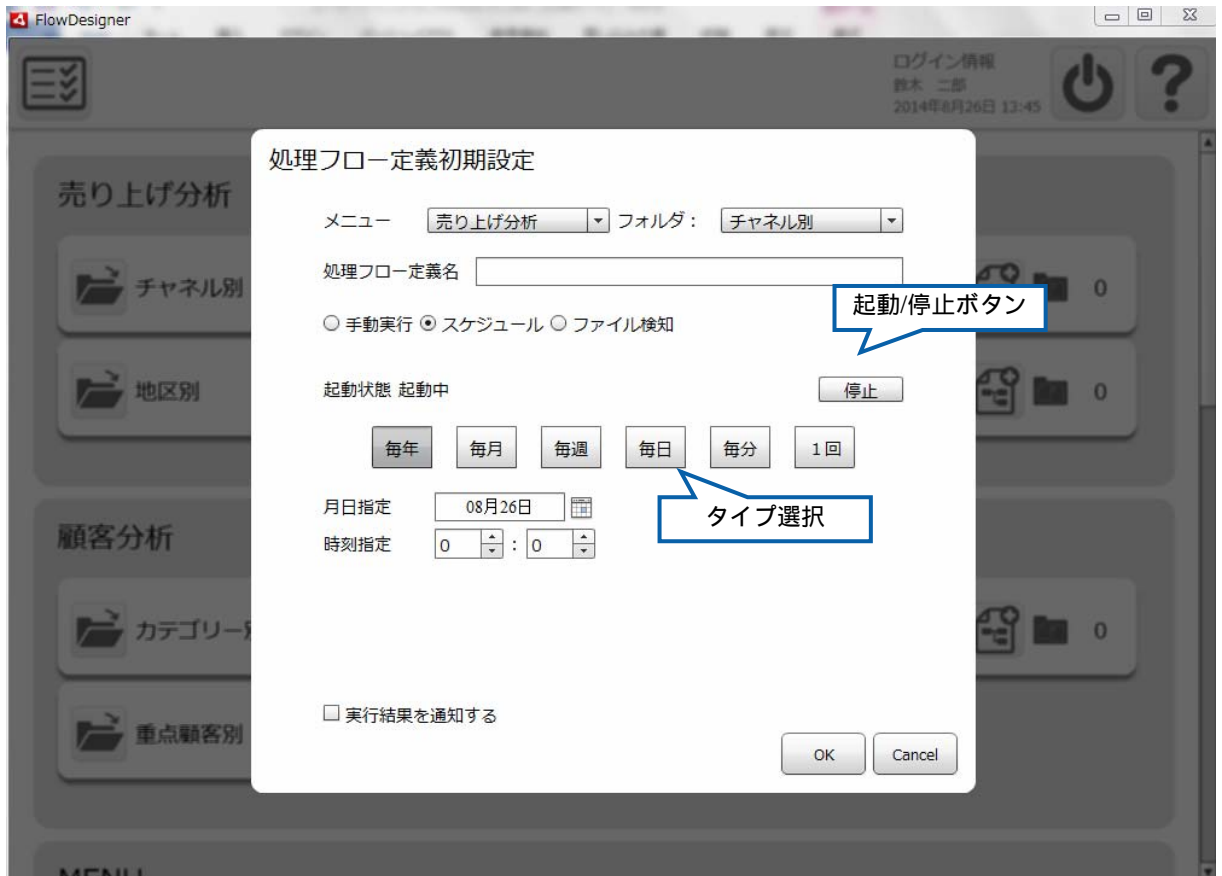 FlowDesigner
ログイン情報
鈴木 二郎
2014年8月26日 13:45
処理フロー定義初期設定
売り上げ分析
メニュー 売り上げ分析 フォルダ： チャネル別
処理フロー定義名
チャネル別 0
起動/停止ボタン
手動実行 スケジュール ファイル検知
地区別 0
起動状態 起動中 停止
毎年 毎月 毎週 毎日 毎分 1回
月日指定 08月26日
タイプ選択
顧客分析
時刻指定 0 : 0
カテゴリー別 0
実行結果を通知する
重点顧客別
OK Cancel
MENU